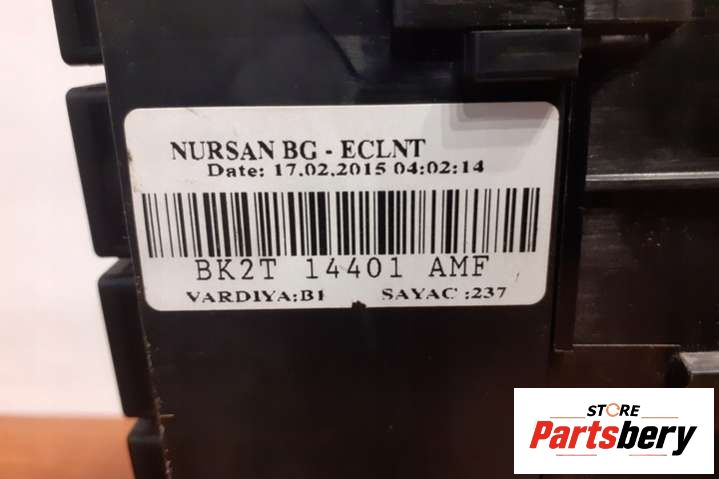 NURSAN BG - ECLNT
Date: 17.02.2015 04:02:14
BK2T 14401 AMF
VARDIYA:B1 SAYAC :237
STORE
Partsbery